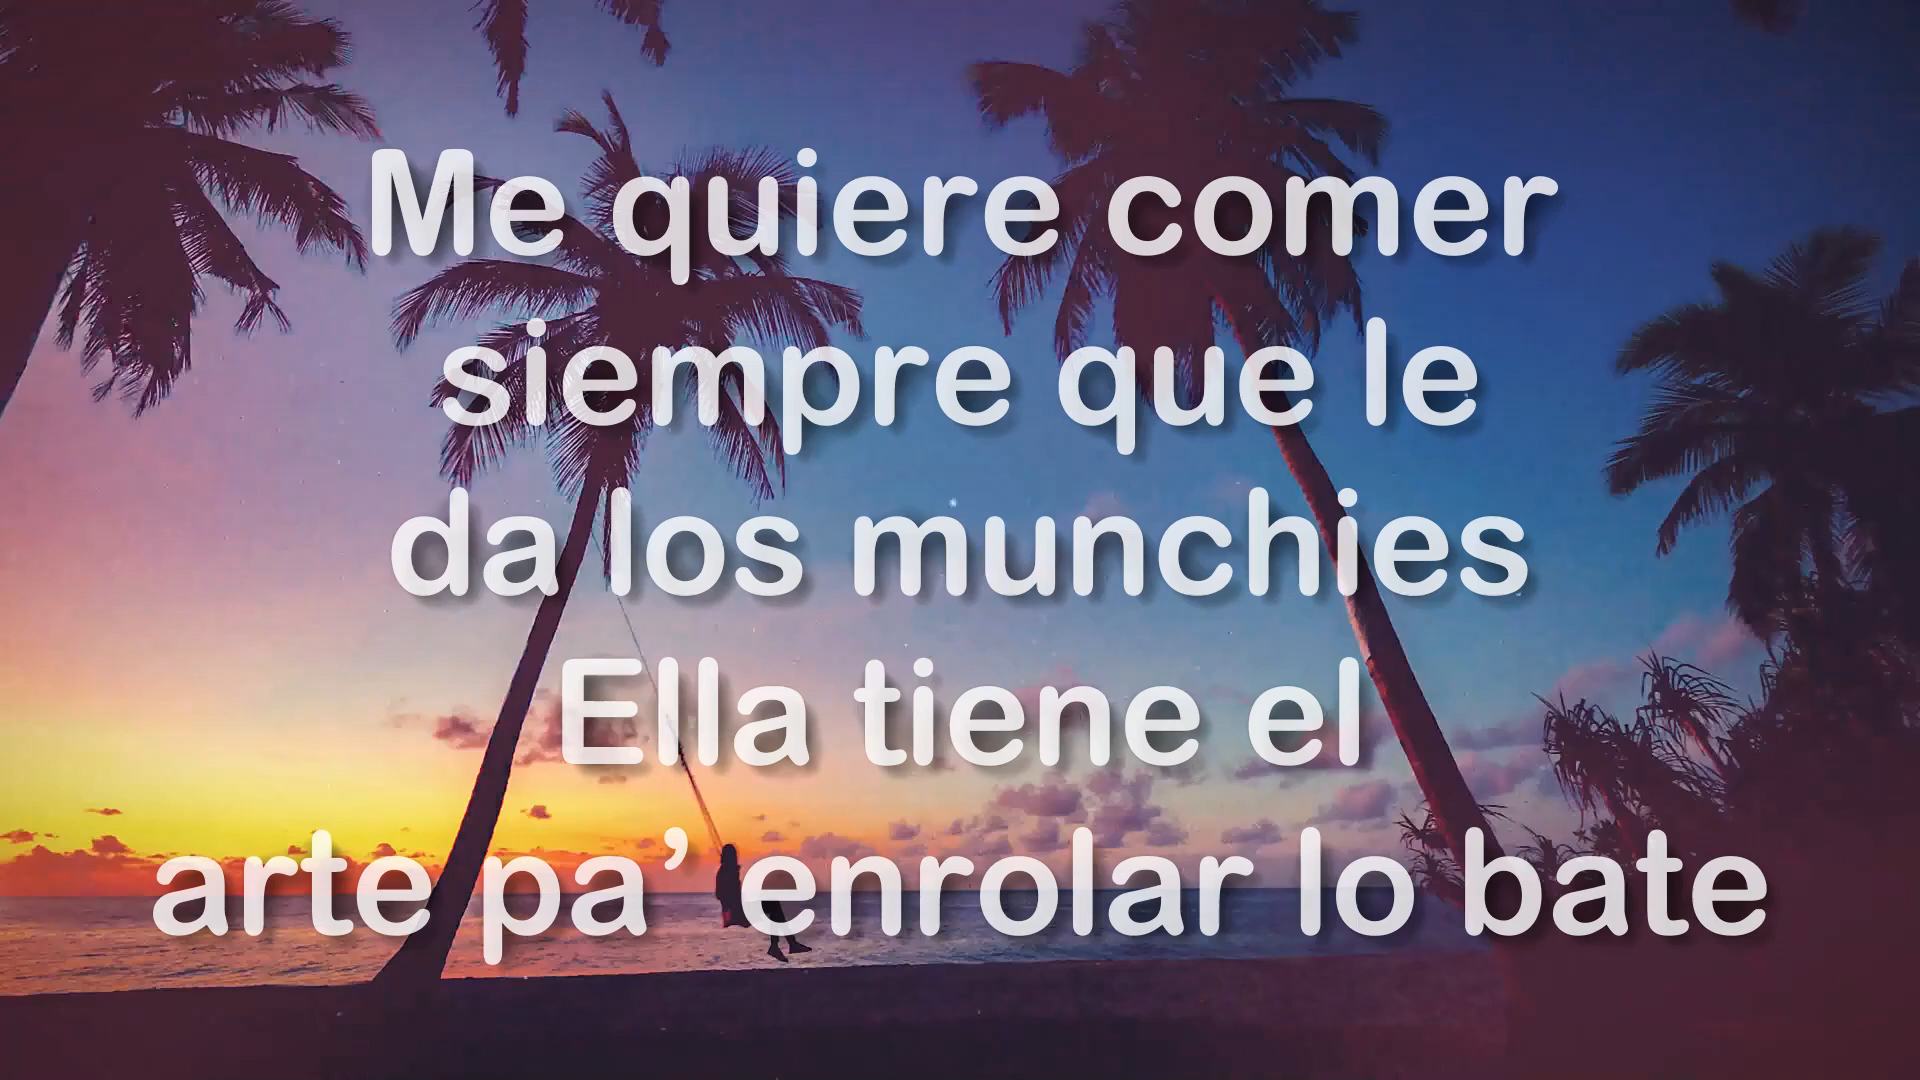 Me quiere comer
siempre que le
da los munchies
Ella tiene el
arte pa’ enrolar lo bate